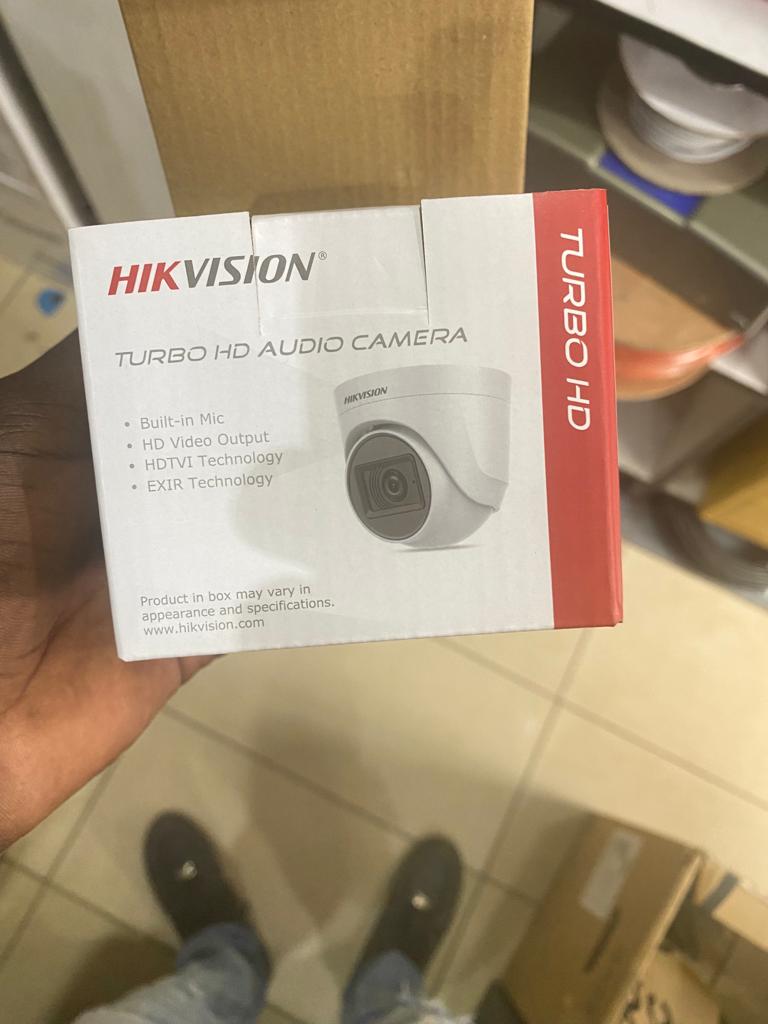 HIKVISION®
TURBO HD AUDIO CAMERA
• Built-in Mic
• HD Video Output
• HDTVI Technology
• EXIR Technology
HIKVISION
Product in box may vary in
appearance and specifications.
www.hikvision.com
TURBO HD